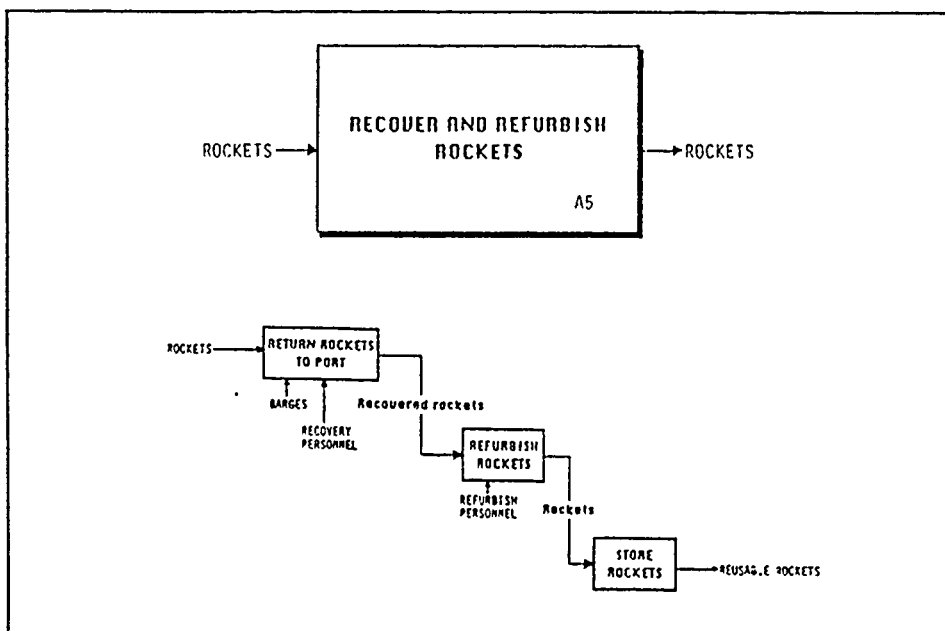 RECOVER AND REFURBISH
ROCKETS
ROCKETS
ROCKETS
A5
ROCKETS
RETURN ROCKETS
TO PORT
BARGES
RECOVERY
PERSONNEL
Recovered rockets
REFURBISH
ROCKETS
REFURBISH
PERSONNEL
Rockets
STORE
ROCKETS
REUSABLE ROCKETS